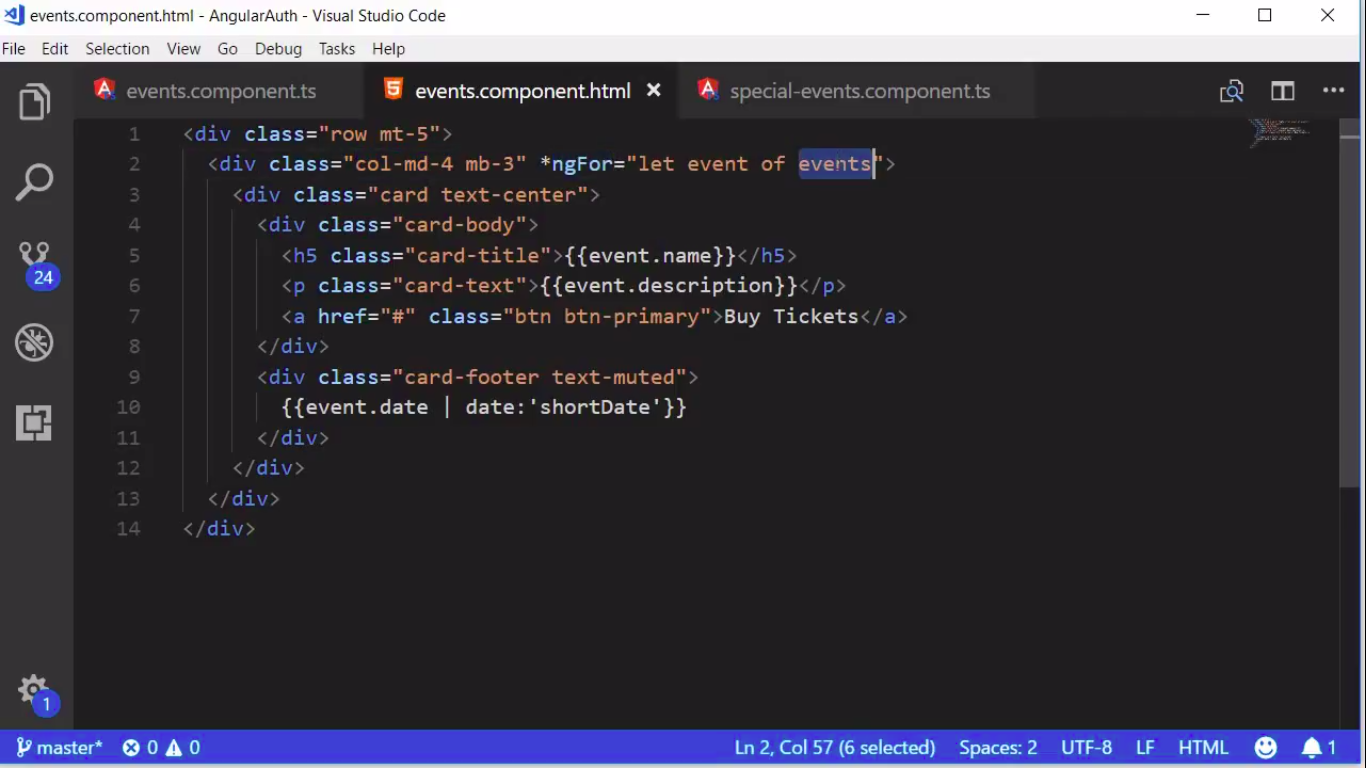 events.component.html - AngularAuth - Visual Studio Code
File Edit Selection View Go Debug Tasks Help
events.component.ts events.component.html special-events.component.ts
1 <div class="row mt-5">
2 <div class="col-md-4 mb-3" *ngFor="let event of events">
3 <div class="card text-center">
4 <div class="card-body">
5 <h5 class="card-title">{{event.name}}</h5>
6 <p class="card-text">{{event.description}}</p>
7 <a href="#" class="btn btn-primary">Buy Tickets</a>
8 </div>
9 <div class="card-footer text-muted">
10 {{event.date | date:'shortDate'}}
11 </div>
12 </div>
13 </div>
14 </div>
24
1
master* 0 0 Ln 2, Col 57 (6 selected) Spaces: 2 UTF-8 LF HTML 1